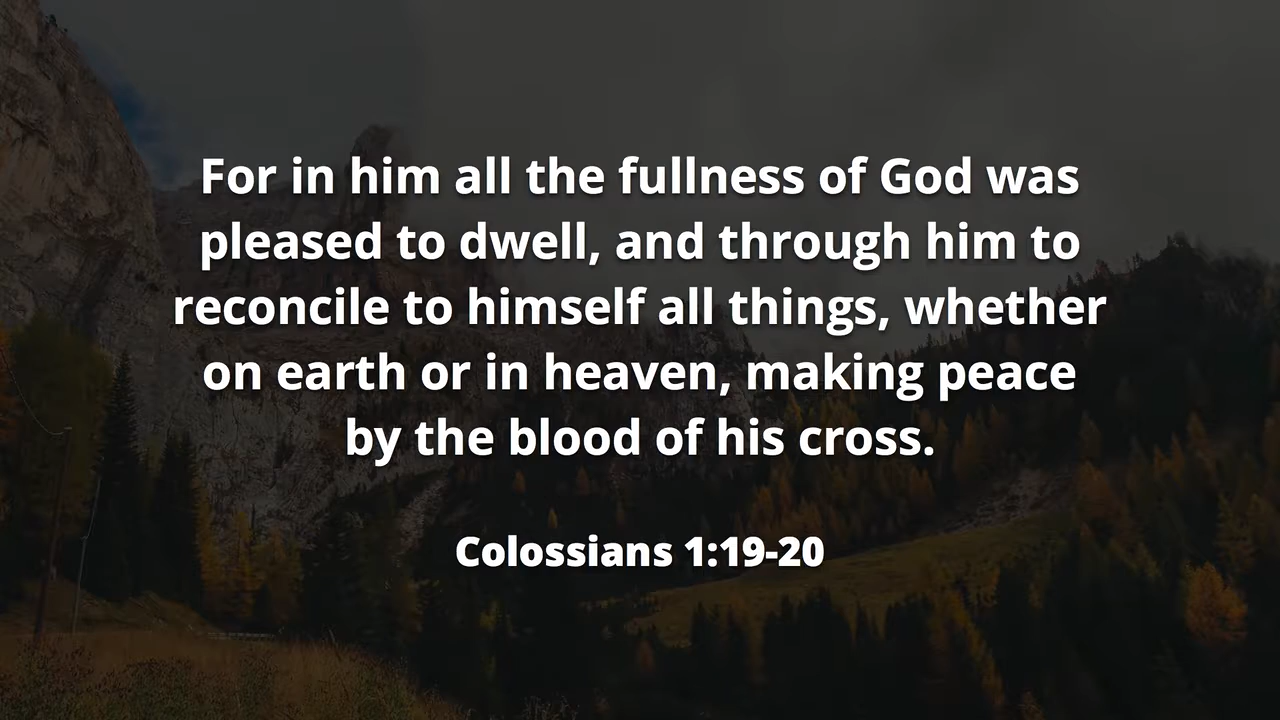 For in him all the fullness of God was
pleased to dwell, and through him to
reconcile to himself all things, whether
on earth or in heaven, making peace
by the blood of his cross.
Colossians 1:19-20